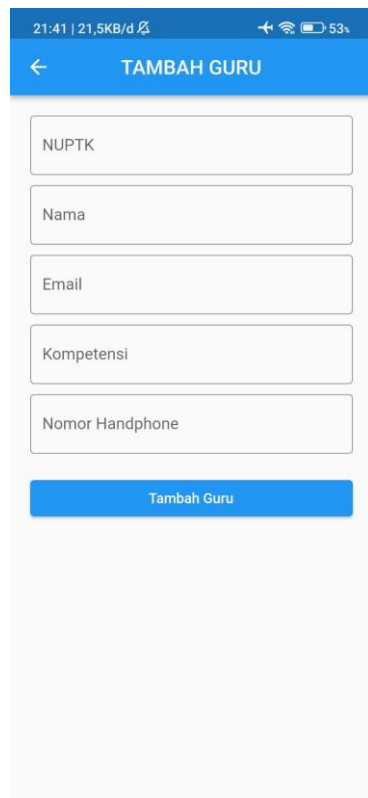 21:41 | 21,5KB/d
53%
TAMBAH GURU
NUPTK
Nama
Email
Kompetensi
Nomor Handphone
Tambah Guru